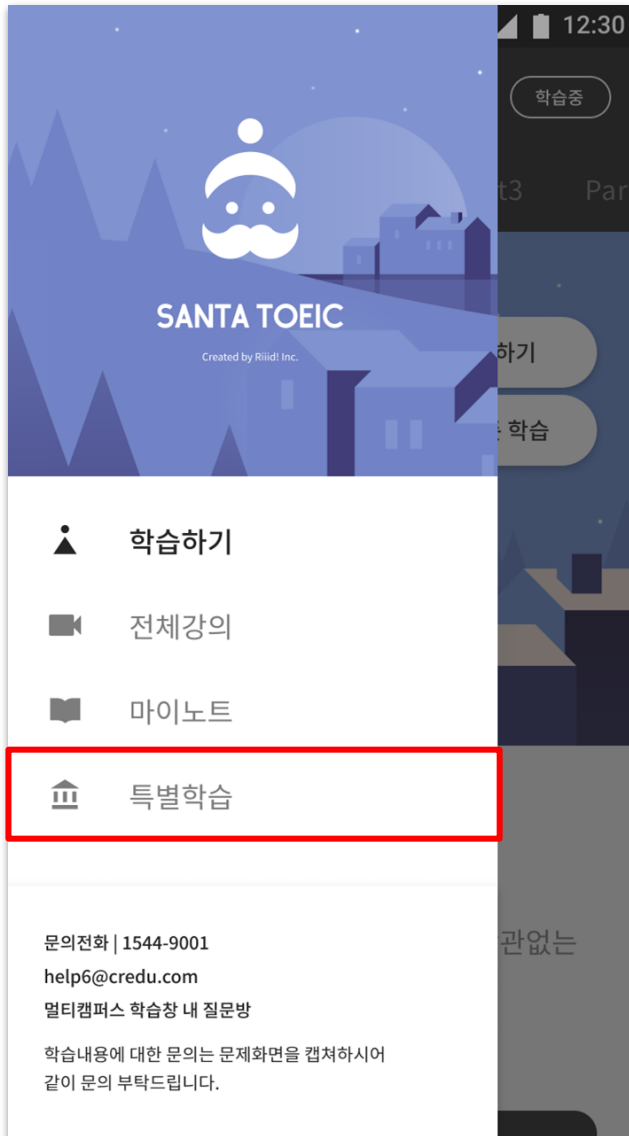 12:30
학습중
t3 Par
SANTA TOEIC
Created by Riiid! Inc.
하기
학습
학습하기
전체강의
마이노트
특별학습
문의전화 | 1544-9001
help6@credu.com
멀티캠퍼스 학습창 내 질문방
관없는
학습내용에 대한 문의는 문제화면을 캡쳐하시어
같이 문의 부탁드립니다.